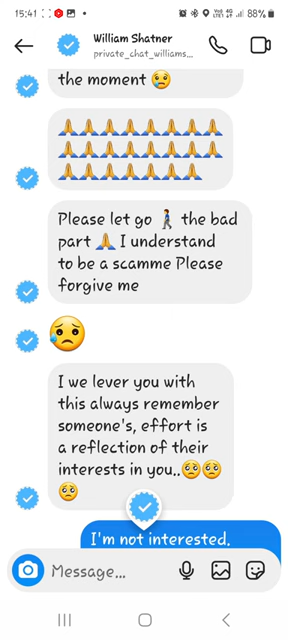 15:41
88%
William Shatner
private_chat_williams...
the moment 😢
🙏🙏🙏🙏🙏🙏🙏🙏
🙏🙏🙏🙏🙏🙏🙏🙏
🙏🙏🙏🙏🙏🙏🙏
Please let go 🚶 the bad
part 🙏 I understand
to be a scamme Please
forgive me
😥
I we lever you with
this always remember
someone's, effort is
a reflection of their
interests in you..🥺🥺
🥺
I'm not interested.
Message...